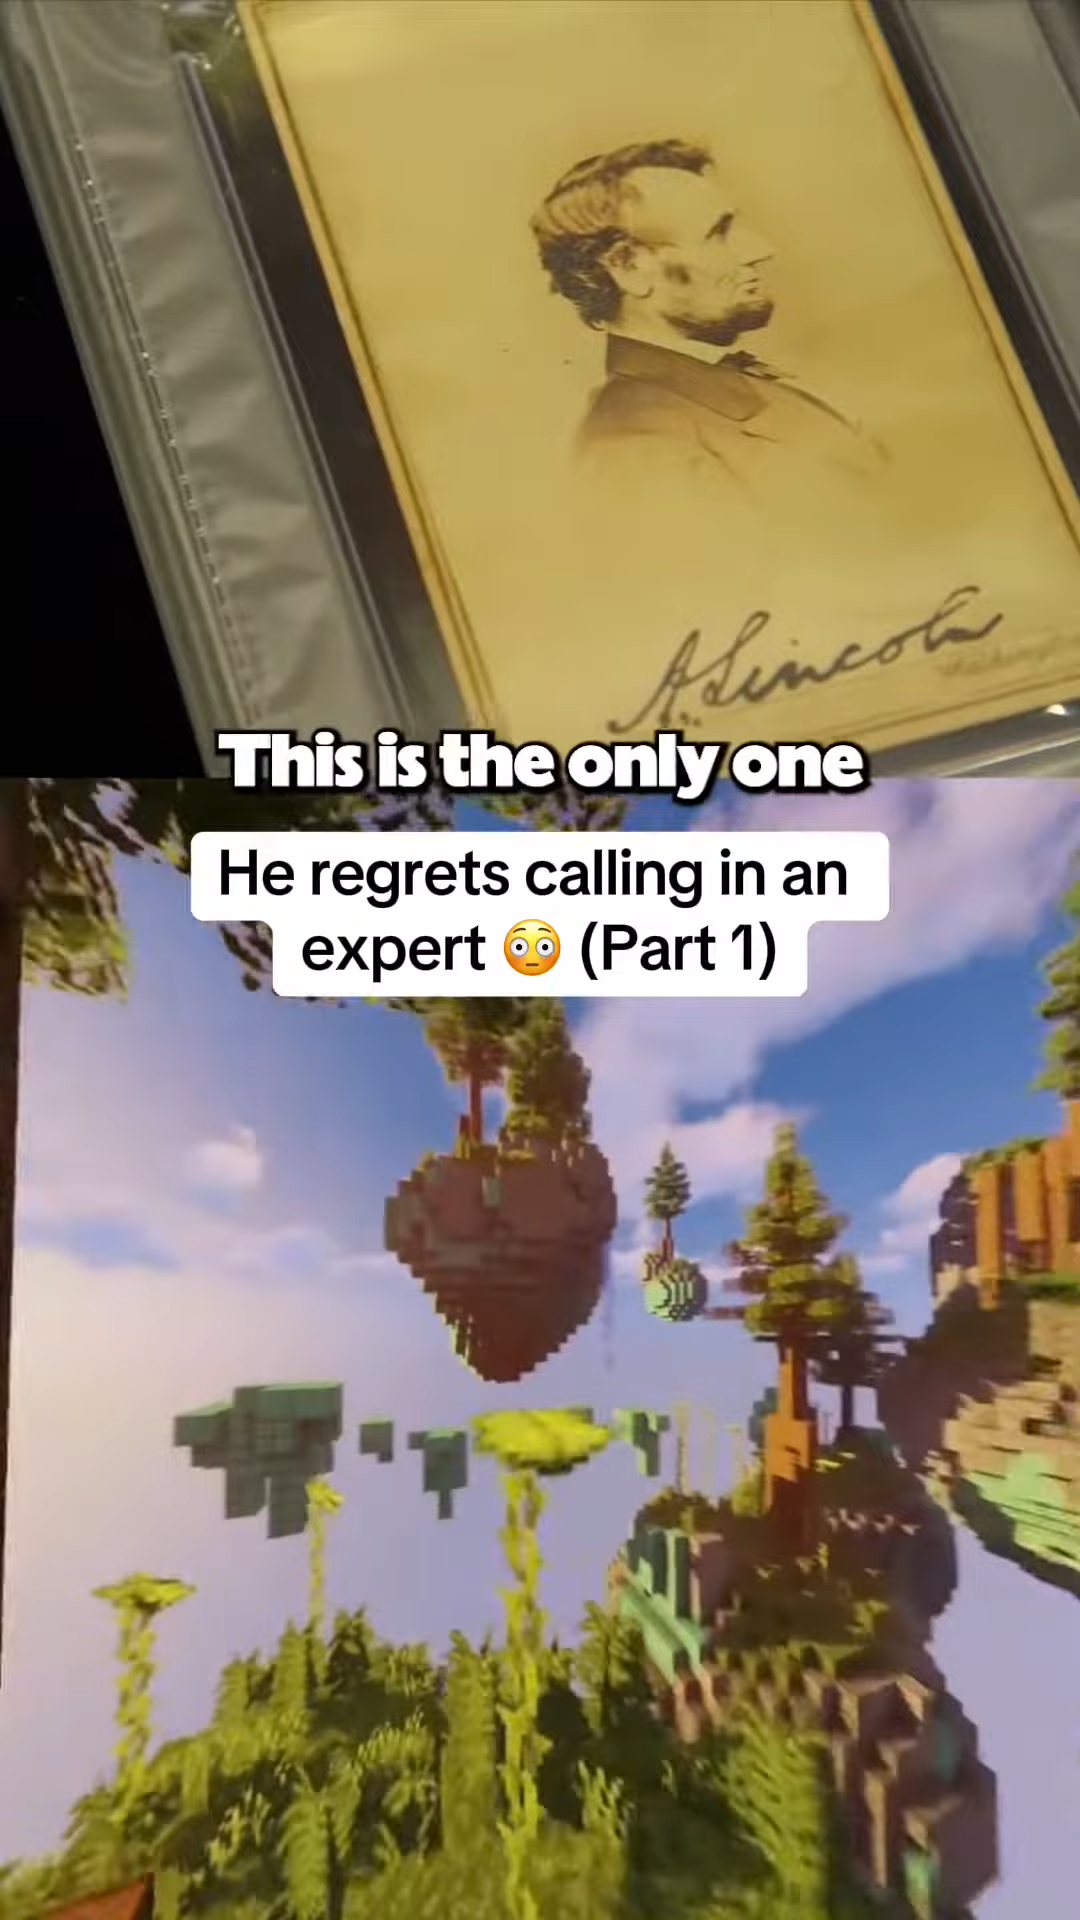 A. Lincoln
This is the only one
He regrets calling in an
expert 😳 (Part 1)